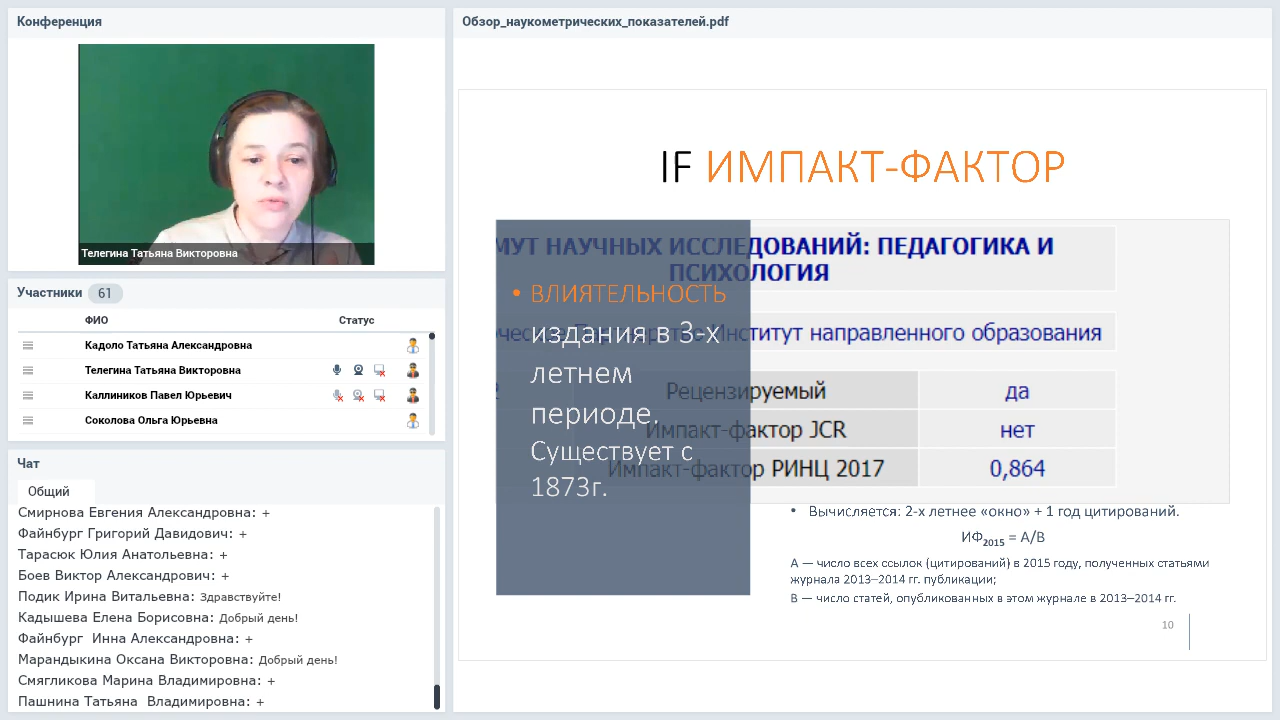 Конференция
Телегина Татьяна Викторовна
Участники 61
ФИО Статус
Кадоло Татьяна Александровна
Телегина Татьяна Викторовна
Каллиников Павел Юрьевич
Соколова Ольга Юрьевна
Чат
Общий
Смирнова Евгения Александровна: +
Файнбург Григорий Давидович: +
Тарасюк Юлия Анатольевна: +
Боев Виктор Александрович: +
Подик Ирина Витальевна: Здравствуйте!
Кадышева Елена Борисовна: Добрый день!
Файнбург Инна Александровна: +
Марандыкина Оксана Викторовна: Добрый день!
Смягликова Марина Владимировна: +
Пашнина Татьяна Владимировна: +
Обзор_наукометрических_показателей.pdf
IF ИМПАКТ-ФАКТОР
НАУЧНЫХ ИССЛЕДОВАНИЙ: ПЕДАГОГИКА И
ПСИХОЛОГИЯ
Институт направленного образования
Рецензируемый да
Импакт-фактор JCR нет
Импакт-фактор РИНЦ 2017 0,864
• ВЛИЯТЕЛЬНОСТЬ
издания в 3-х
летнем
периоде.
Существует с
1873г.
• Вычисляется: 2-х летнее «окно» + 1 год цитирований.
ИФ2015 = A/B
A — число всех ссылок (цитирований) в 2015 году, полученных статьями
журнала 2013–2014 гг. публикации;
B — число статей, опубликованных в этом журнале в 2013–2014 гг.
10